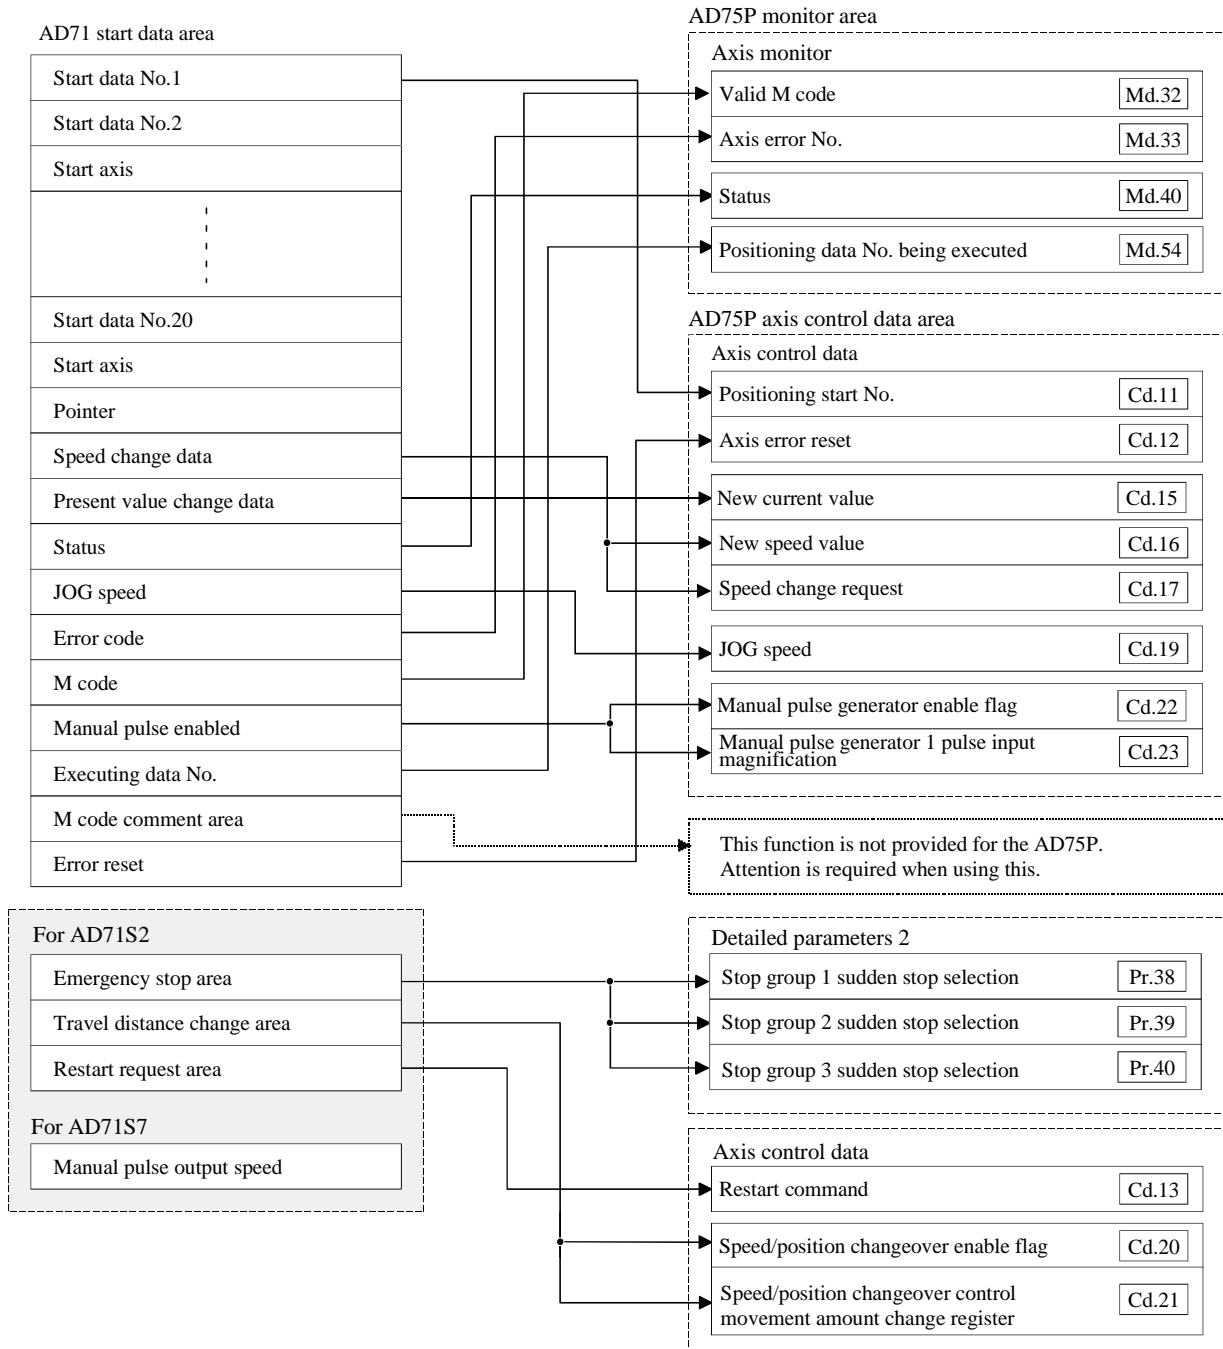 AD71 start data area
Start data No.1
Start data No.2
Start axis
Start data No.20
Start axis
Pointer
Speed change data
Present value change data
Status
JOG speed
Error code
M code
Manual pulse enabled
Executing data No.
M code comment area
Error reset
For AD71S2
Emergency stop area
Travel distance change area
Restart request area
For AD71S7
Manual pulse output speed
AD75P monitor area
Axis monitor
Valid M code Md.32
Axis error No. Md.33
Status Md.40
Positioning data No. being executed Md.54
AD75P axis control data area
Axis control data
Positioning start No. Cd.11
Axis error reset Cd.12
New current value Cd.15
New speed value Cd.16
Speed change request Cd.17
JOG speed Cd.19
Manual pulse generator enable flag Cd.22
Manual pulse generator 1 pulse input
magnification Cd.23
This function is not provided for the AD75P.
Attention is required when using this.
Detailed parameters 2
Stop group 1 sudden stop selection Pr.38
Stop group 2 sudden stop selection Pr.39
Stop group 3 sudden stop selection Pr.40
Axis control data
Restart command Cd.13
Speed/position changeover enable flag Cd.20
Speed/position changeover control
movement amount change register Cd.21